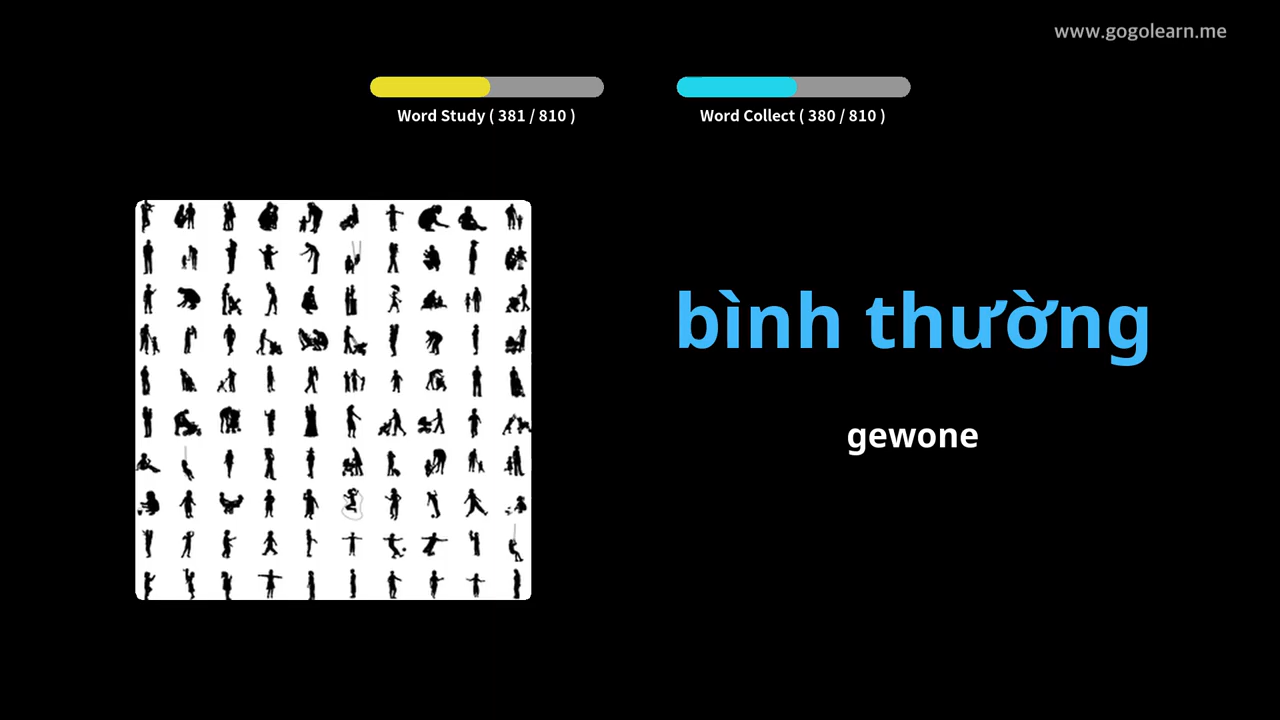 www.gogolearn.me
Word Study ( 381 / 810 )
Word Collect ( 380 / 810 )
bình thường
gewone